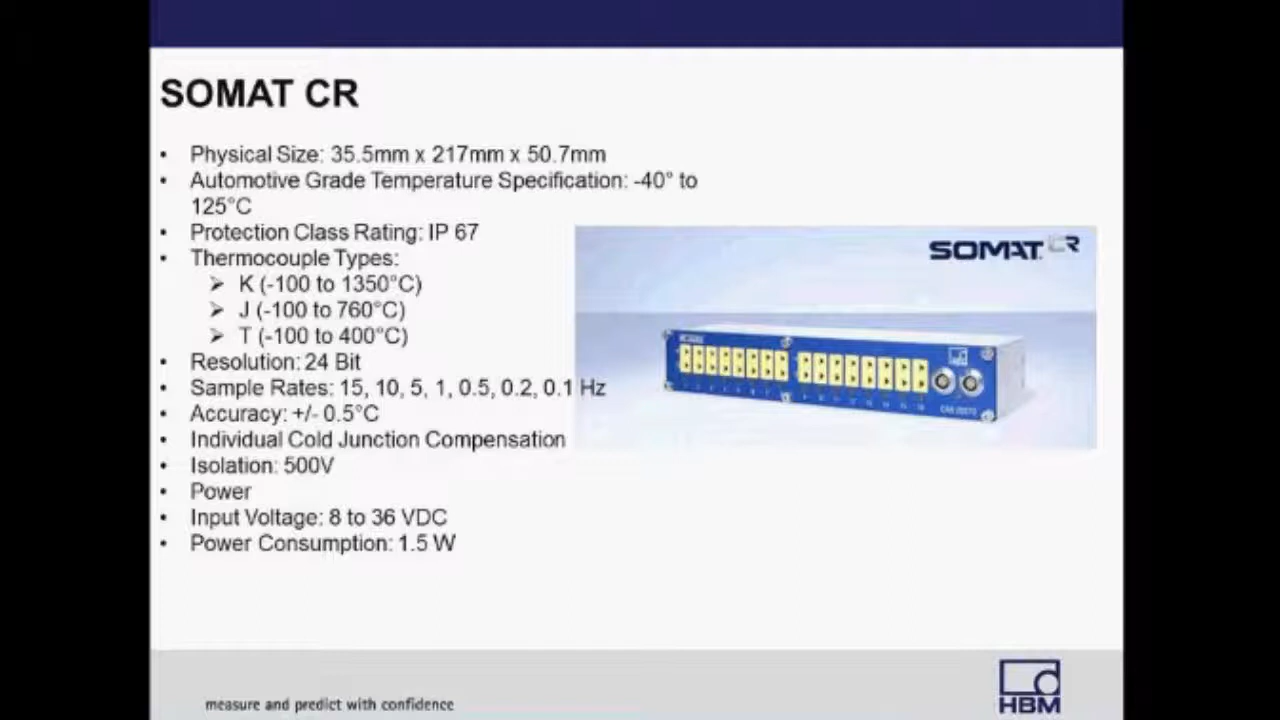 SOMAT CR
• Physical Size: 35.5mm x 217mm x 50.7mm
• Automotive Grade Temperature Specification: -40° to
125°C
• Protection Class Rating: IP 67
• Thermocouple Types:
➢ K (-100 to 1350°C)
➢ J (-100 to 760°C)
➢ T (-100 to 400°C)
• Resolution: 24 Bit
• Sample Rates: 15, 10, 5, 1, 0.5, 0.2, 0.1 Hz
• Accuracy: +/- 0.5°C
• Individual Cold Junction Compensation
• Isolation: 500V
• Power
• Input Voltage: 8 to 36 VDC
• Power Consumption: 1.5 W
SOMAT CR
measure and predict with confidence
HBM